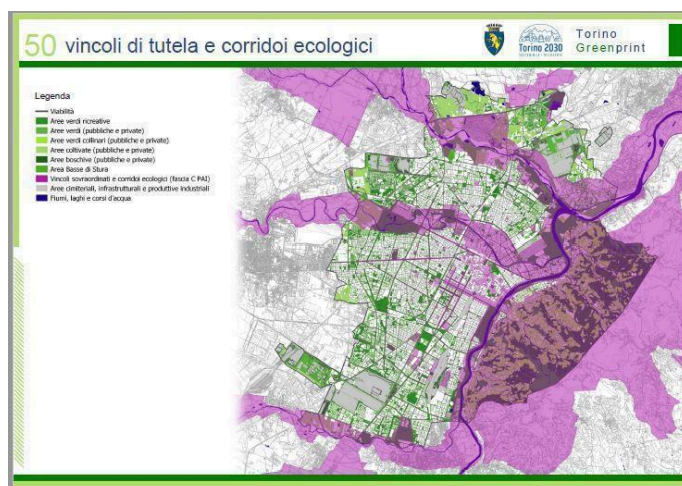 50 vincoli di tutela e corridoi ecologici
Torino 2030
Torino
Greenprint
Legenda
Viabilità
Aree verdi ricreative
Aree verdi (pubbliche e private)
Aree verdi collinari (pubbliche e private)
Aree coltivate (pubbliche e private)
Aree boschive (pubbliche e private)
Area Basse di Stura
Vincoli sovraordinati e corridoi ecologici (fascia C PAI)
Aree cimiteriali, infrastrutturali e produttive industriali
Fiumi, laghi e corsi d'acqua